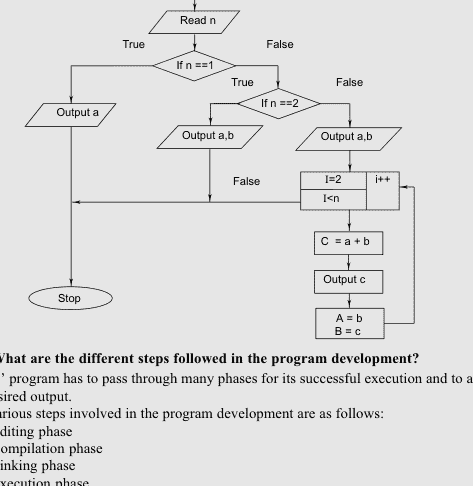 Read n
True
False
If n ==1
True
False
Output a
If n ==2
Output a,b
Output a,b
False
I=2
i++
I<n
C = a + b
Output c
Stop
A = b
B = c
What are the different steps followed in the program development?
' program has to pass through many phases for its successful execution and to a
sired output.
arious steps involved in the program development are as follows:
diting phase
ompilation phase
inking phase
xecution phase